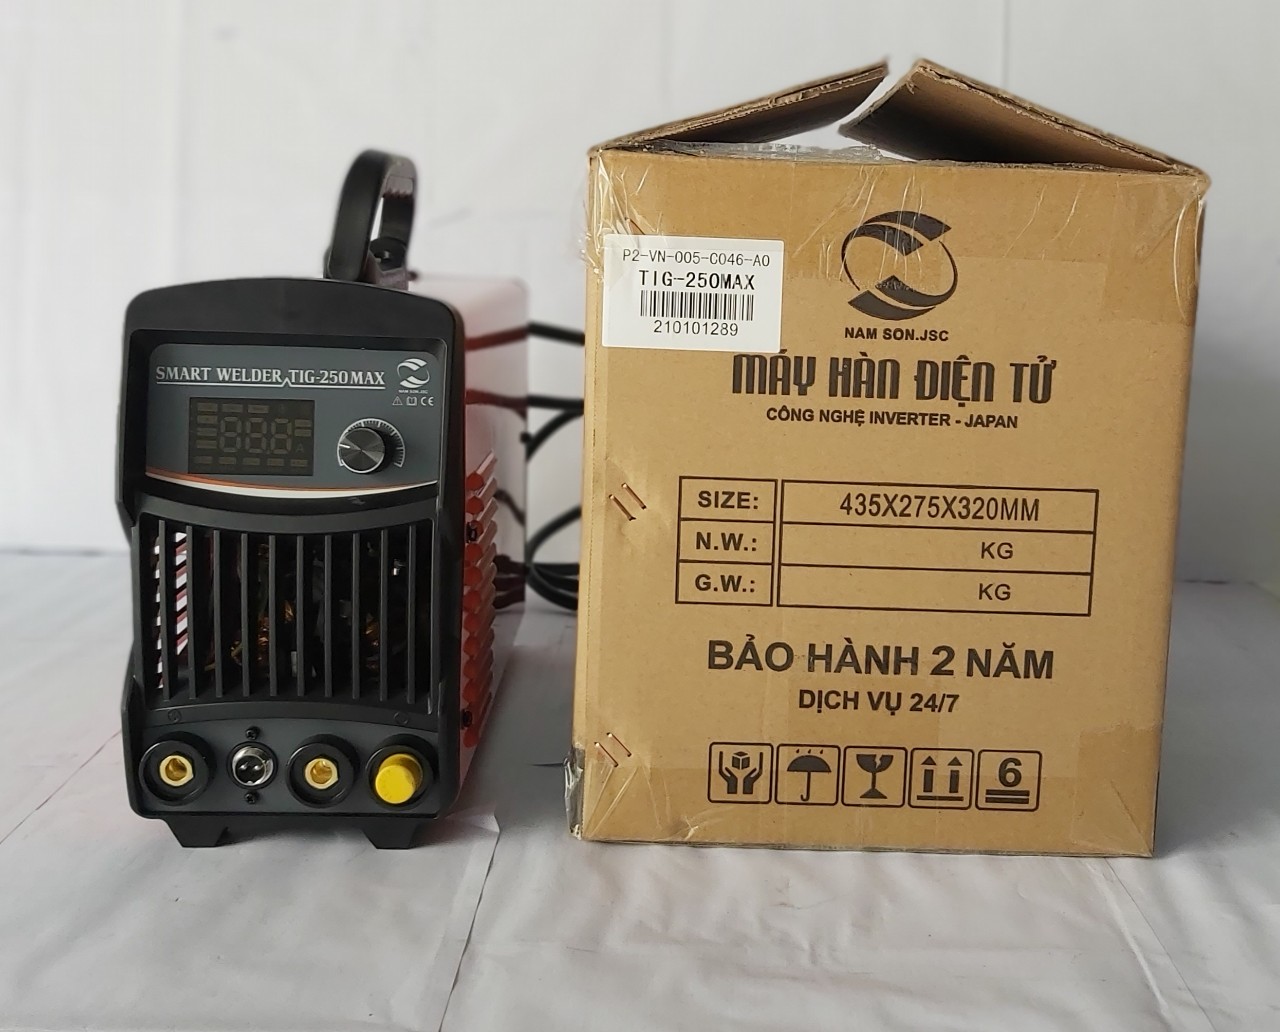 SMART WELDER TIG-250MAX
NAM SON.JSC
CE
888
A
P2-VN-005-C046-A0
TIG-250MAX
210101289
NAM SON.JSC
MÁY HÀN ĐIỆN TỬ
CÔNG NGHỆ INVERTER - JAPAN
SIZE: 435X275X320MM
N.W.: KG
G.W.: KG
BẢO HÀNH 2 NĂM
DỊCH VỤ 24/7
6